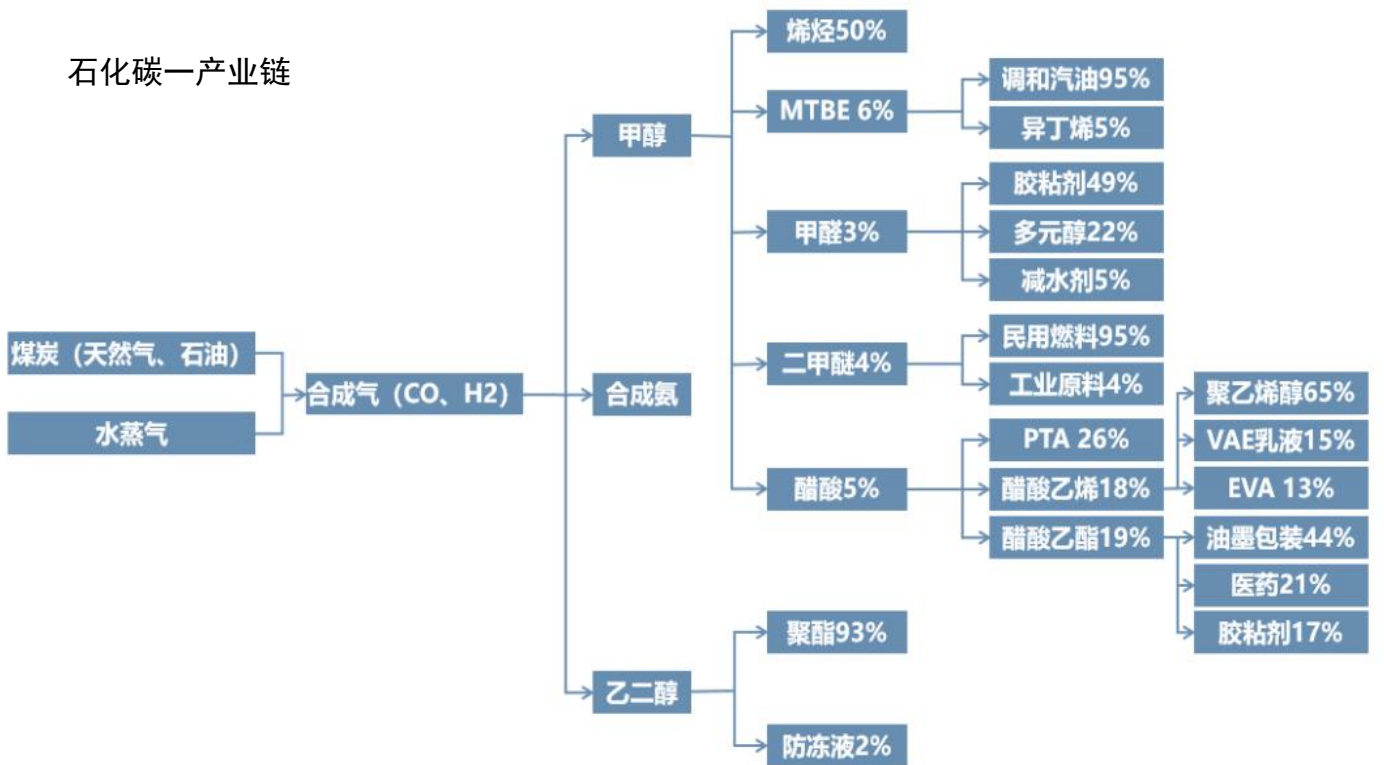 石化碳一产业链
煤炭（天然气、石油）
水蒸气
合成气（CO、H2）
甲醇
合成氨
乙二醇
烯烃50%
MTBE 6%
甲醛3%
二甲醚4%
醋酸5%
聚酯93%
防冻液2%
调和汽油95%
异丁烯5%
胶粘剂49%
多元醇22%
减水剂5%
民用燃料95%
工业原料4%
PTA 26%
醋酸乙烯18%
醋酸乙酯19%
聚乙烯醇65%
VAE乳液15%
EVA 13%
油墨包装44%
医药21%
胶粘剂17%